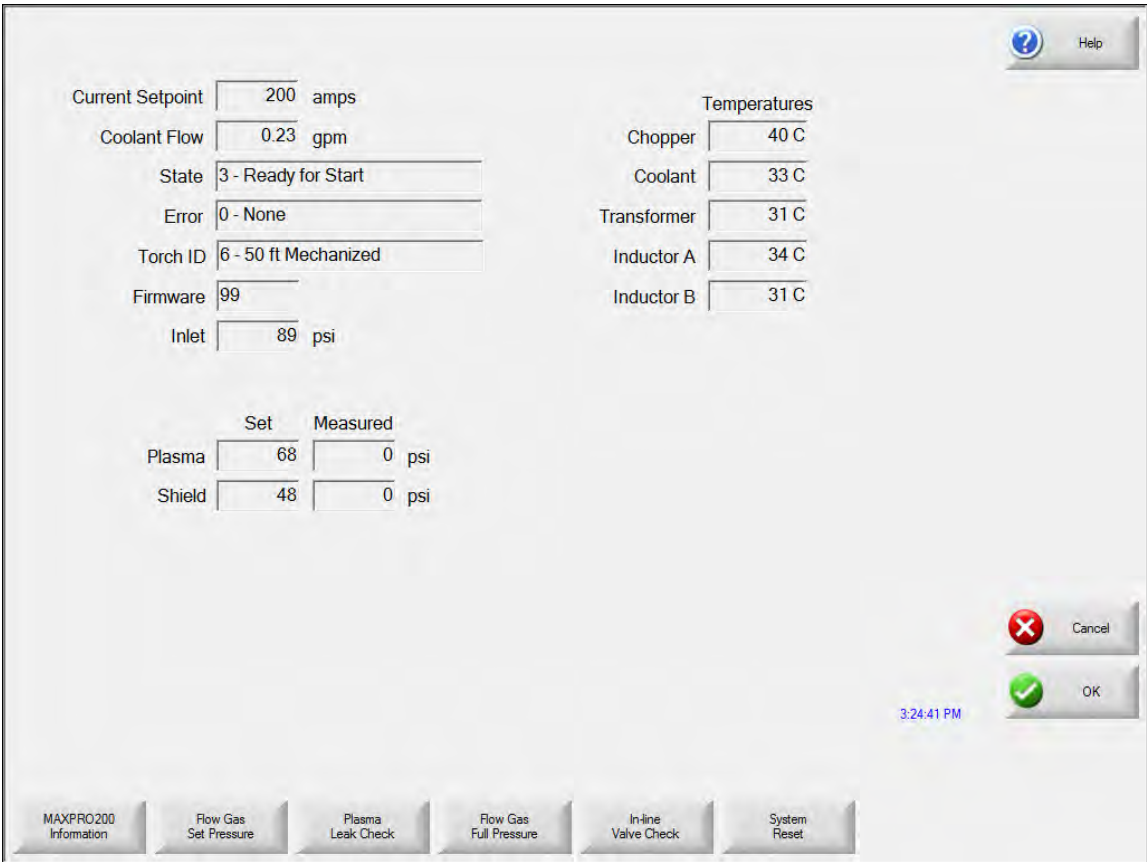 Help
Current Setpoint 200 amps
Coolant Flow 0.23 gpm
State 3 - Ready for Start
Error 0 - None
Torch ID 6 - 50 ft Mechanized
Firmware 99
Inlet 89 psi
Temperatures
Chopper 40 C
Coolant 33 C
Transformer 31 C
Inductor A 34 C
Inductor B 31 C
Set Measured
Plasma 68 0 psi
Shield 48 0 psi
Cancel
OK
3:24:41 PM
MAXPRO200
Information
Flow Gas
Set Pressure
Plasma
Leak Check
Flow Gas
Full Pressure
In-line
Valve Check
System
Reset